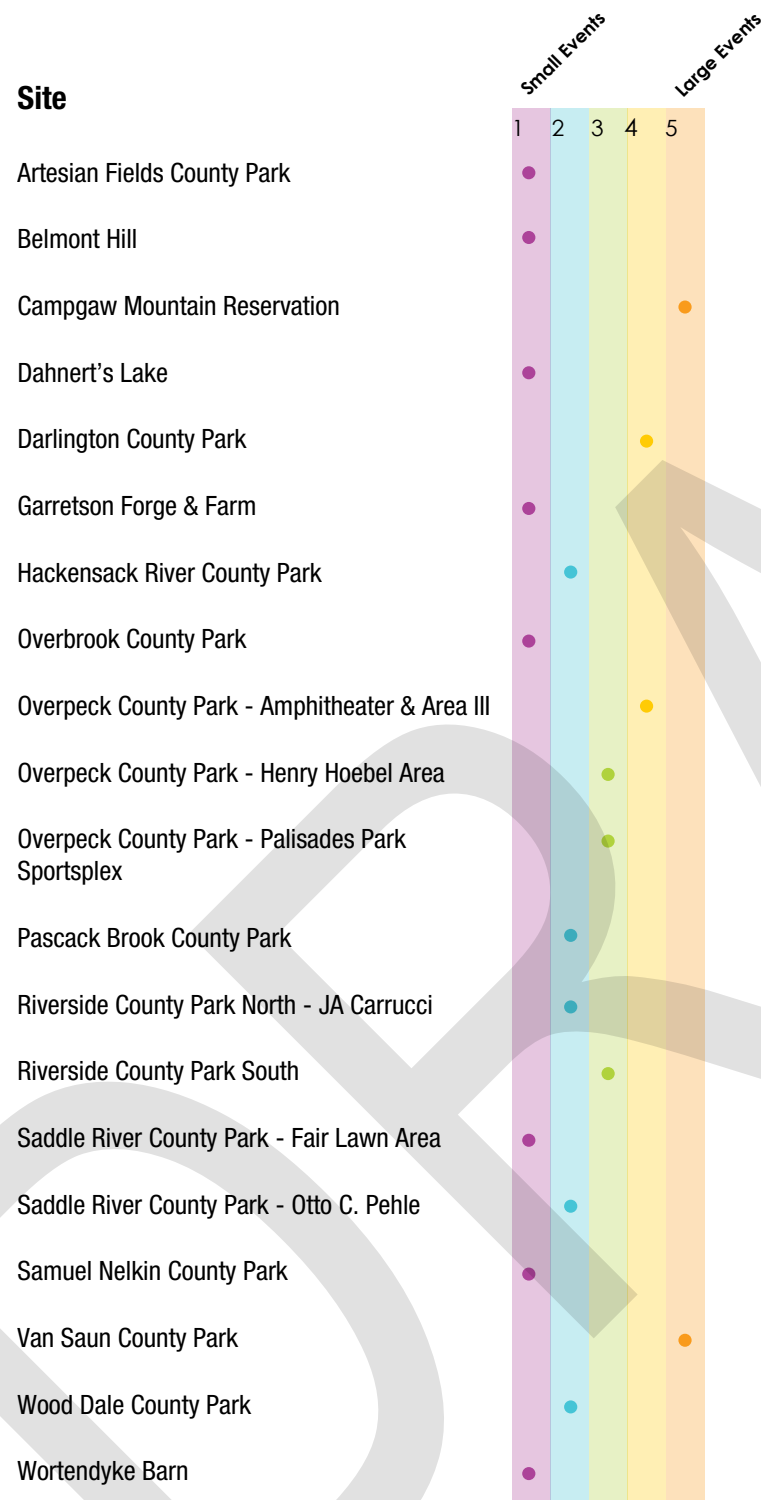 Small Events
Large Events
Site
1 2 3 4 5
Artesian Fields County Park
Belmont Hill
Campgaw Mountain Reservation
Dahnert’s Lake
Darlington County Park
Garretson Forge & Farm
Hackensack River County Park
Overbrook County Park
Overpeck County Park - Amphitheater & Area III
Overpeck County Park - Henry Hoebel Area
Overpeck County Park - Palisades Park
Sportsplex
Pascack Brook County Park
Riverside County Park North - JA Carrucci
Riverside County Park South
Saddle River County Park - Fair Lawn Area
Saddle River County Park - Otto C. Pehle
Samuel Nelkin County Park
Van Saun County Park
Wood Dale County Park
Wortendyke Barn